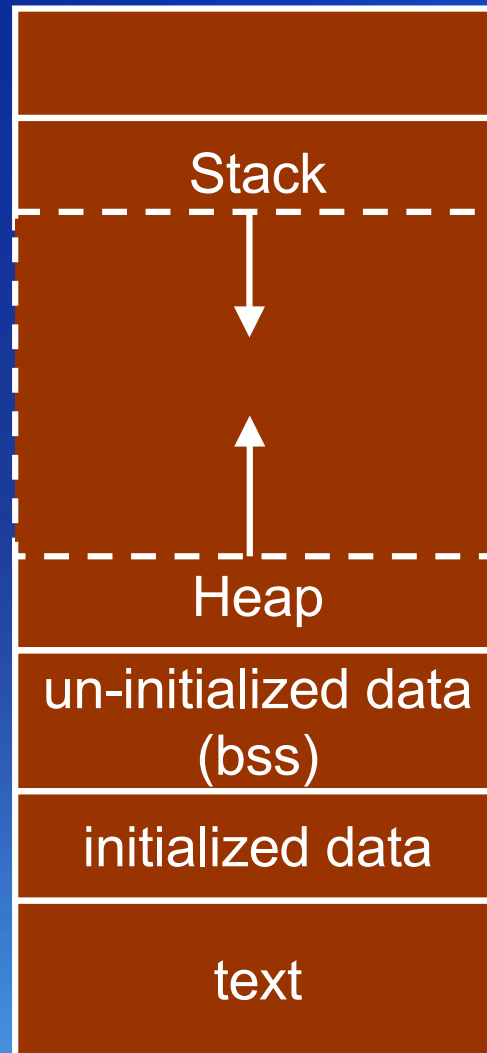 Stack
Heap
un-initialized data
(bss)
initialized data
text